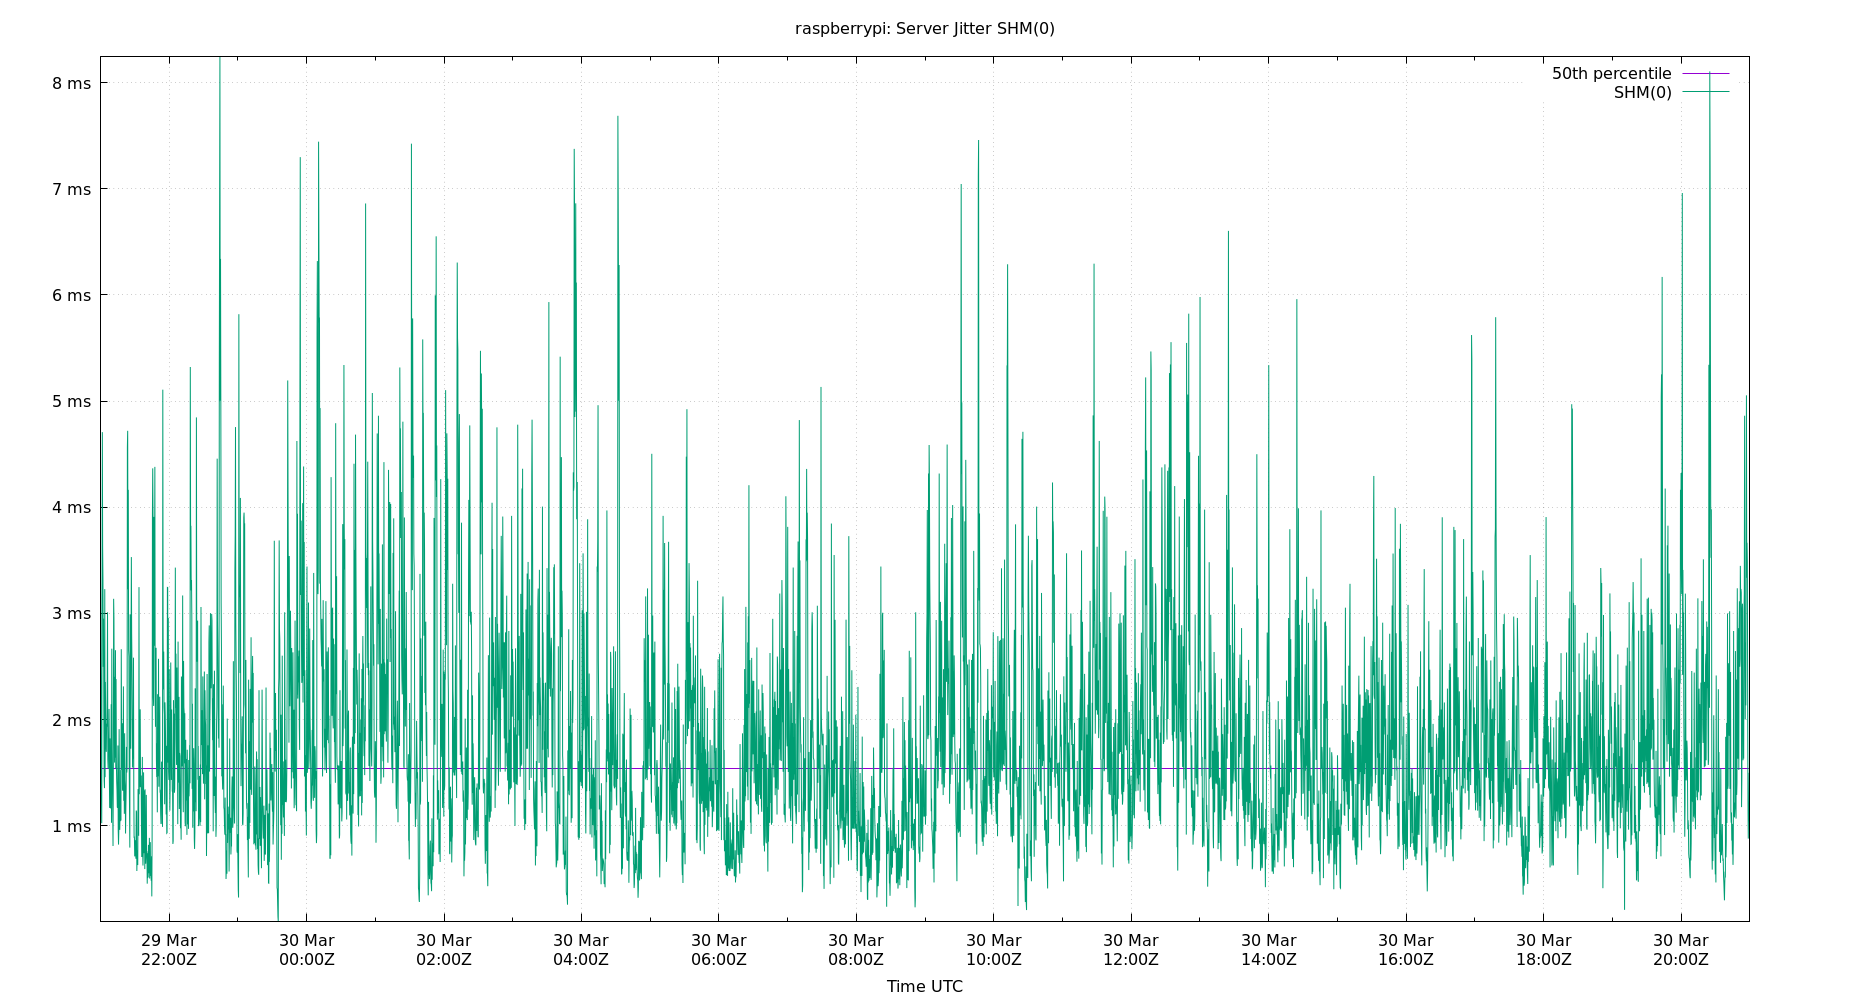 raspberrypi: Server Jitter SHM(0)
50th percentile
SHM(0)
8 ms
7 ms
6 ms
5 ms
4 ms
3 ms
2 ms
1 ms
29 Mar 30 Mar 30 Mar 30 Mar 30 Mar 30 Mar 30 Mar 30 Mar 30 Mar 30 Mar 30 Mar 30 Mar
22:00Z 00:00Z 02:00Z 04:00Z 06:00Z 08:00Z 10:00Z 12:00Z 14:00Z 16:00Z 18:00Z 20:00Z
Time UTC